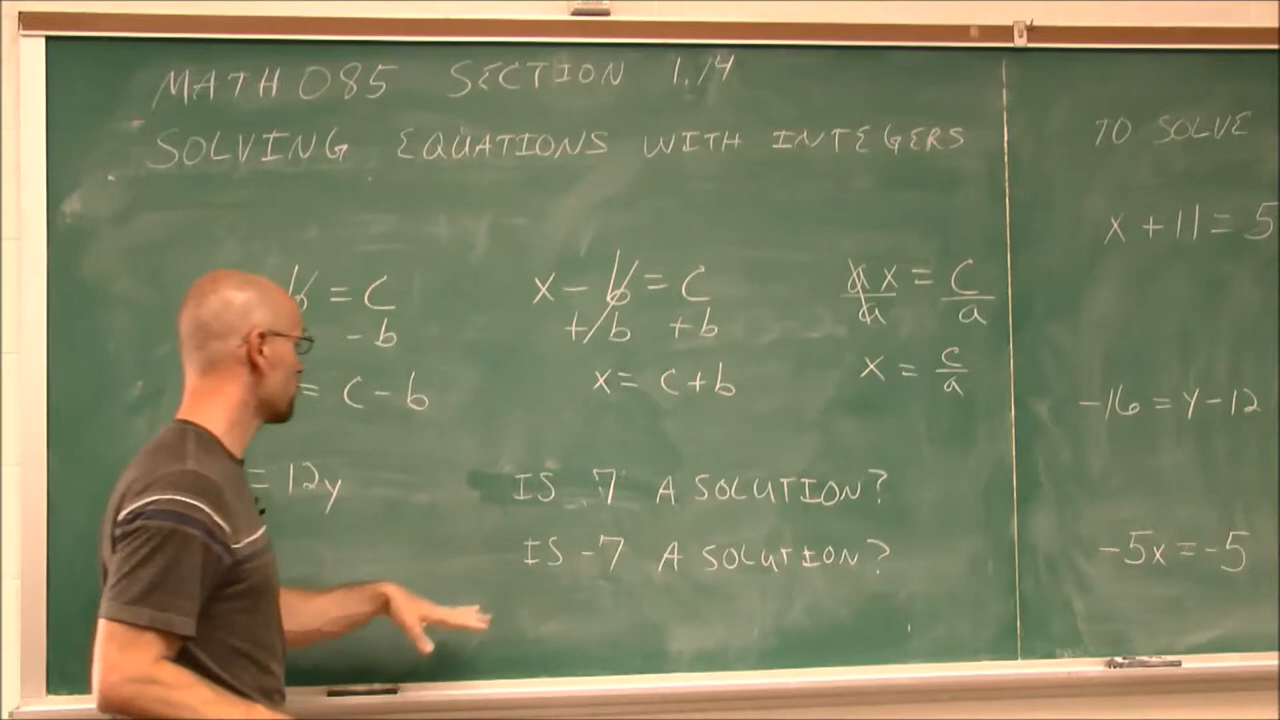 MATH 085 SECTION 1.14
SOLVING EQUATIONS WITH INTEGERS
b = C
- b
= C - b
x - b = C
+ b + b
x = c + b
ax = C
a a
x = c
a
= 12y
IS 7 A SOLUTION?
IS -7 A SOLUTION?
TO SOLVE
x + 11 = 5
-16 = y - 12
-5x = -5